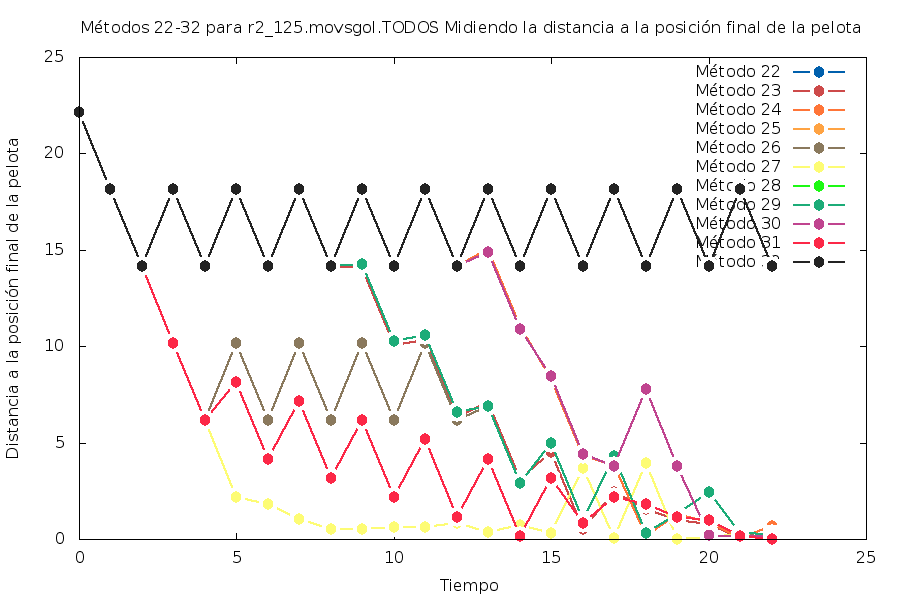 Métodos 22-32 para r2_125.movsgol.TODOS Midiendo la distancia a la posición final de la pelota
25
20
15
10
5
0
Distancia a la posición final de la pelota
Método 22
Método 23
Método 24
Método 25
Método 26
Método 27
Método 28
Método 29
Método 30
Método 31
0
5
10
15
20
25
Tiempo